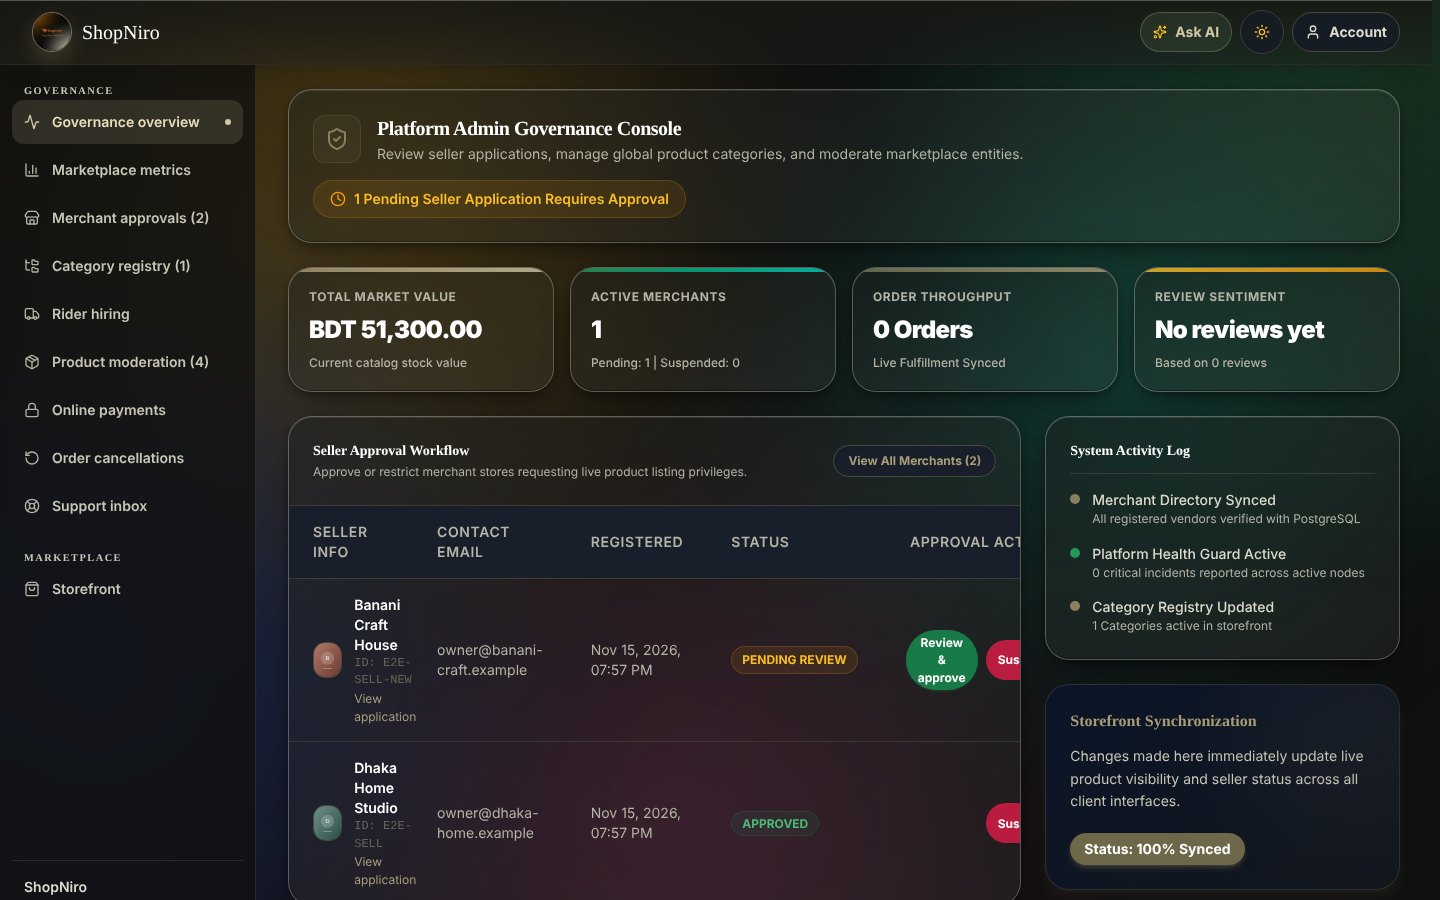 ShopNiro
Ask AI
Account
GOVERNANCE
Governance overview
Marketplace metrics
Merchant approvals (2)
Category registry (1)
Rider hiring
Product moderation (4)
Online payments
Order cancellations
Support inbox
MARKETPLACE
Storefront
ShopNiro
Platform Admin Governance Console
Review seller applications, manage global product categories, and moderate marketplace entities.
1 Pending Seller Application Requires Approval
TOTAL MARKET VALUE
BDT 51,300.00
Current catalog stock value
ACTIVE MERCHANTS
1
Pending: 1 | Suspended: 0
ORDER THROUGHPUT
0 Orders
Live Fulfillment Synced
REVIEW SENTIMENT
No reviews yet
Based on 0 reviews
Seller Approval Workflow
Approve or restrict merchant stores requesting live product listing privileges.
View All Merchants (2)
SELLER
INFO
CONTACT
EMAIL
REGISTERED
STATUS
APPROVAL ACT
Banani
Craft
House
ID: E2E-
SELL-NEW
View
application
owner@banani-
craft.example
Nov 15, 2026,
07:57 PM
PENDING REVIEW
Review
&
approve
Sus
Dhaka
Home
Studio
ID: E2E-
SELL
View
application
owner@dhaka-
home.example
Nov 15, 2026,
07:57 PM
APPROVED
Sus
System Activity Log
Merchant Directory Synced
All registered vendors verified with PostgreSQL
Platform Health Guard Active
0 critical incidents reported across active nodes
Category Registry Updated
1 Categories active in storefront
Storefront Synchronization
Changes made here immediately update live
product visibility and seller status across all
client interfaces.
Status: 100% Synced